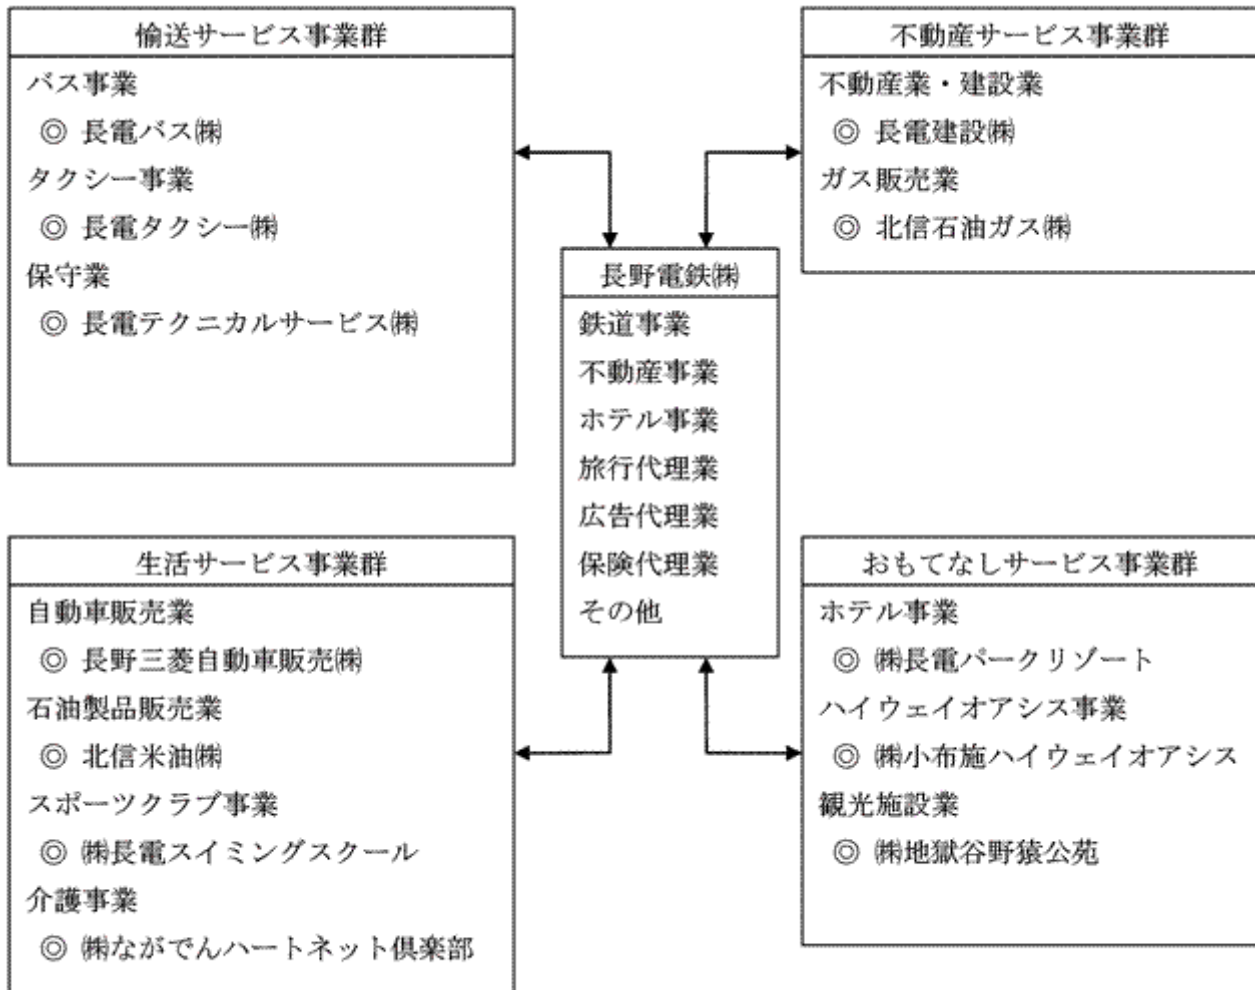 愉送サービス事業群
バス事業
◎ 長電バス㈱
タクシー事業
◎ 長電タクシー㈱
保守業
◎ 長電テクニカルサービス㈱
不動産サービス事業群
不動産業・建設業
◎ 長電建設㈱
ガス販売業
◎ 北信石油ガス㈱
長野電鉄㈱
鉄道事業
不動産事業
ホテル事業
旅行代理業
広告代理業
保険代理業
その他
生活サービス事業群
自動車販売業
◎ 長野三菱自動車販売㈱
石油製品販売業
◎ 北信米油㈱
スポーツクラブ事業
◎ ㈱長電スイミングスクール
介護事業
◎ ㈱ながでんハートネット倶楽部
おもてなしサービス事業群
ホテル事業
◎ ㈱長電パークリゾート
ハイウェイオアシス事業
◎ ㈱小布施ハイウェイオアシス
観光施設業
◎ ㈱地獄谷野猿公苑